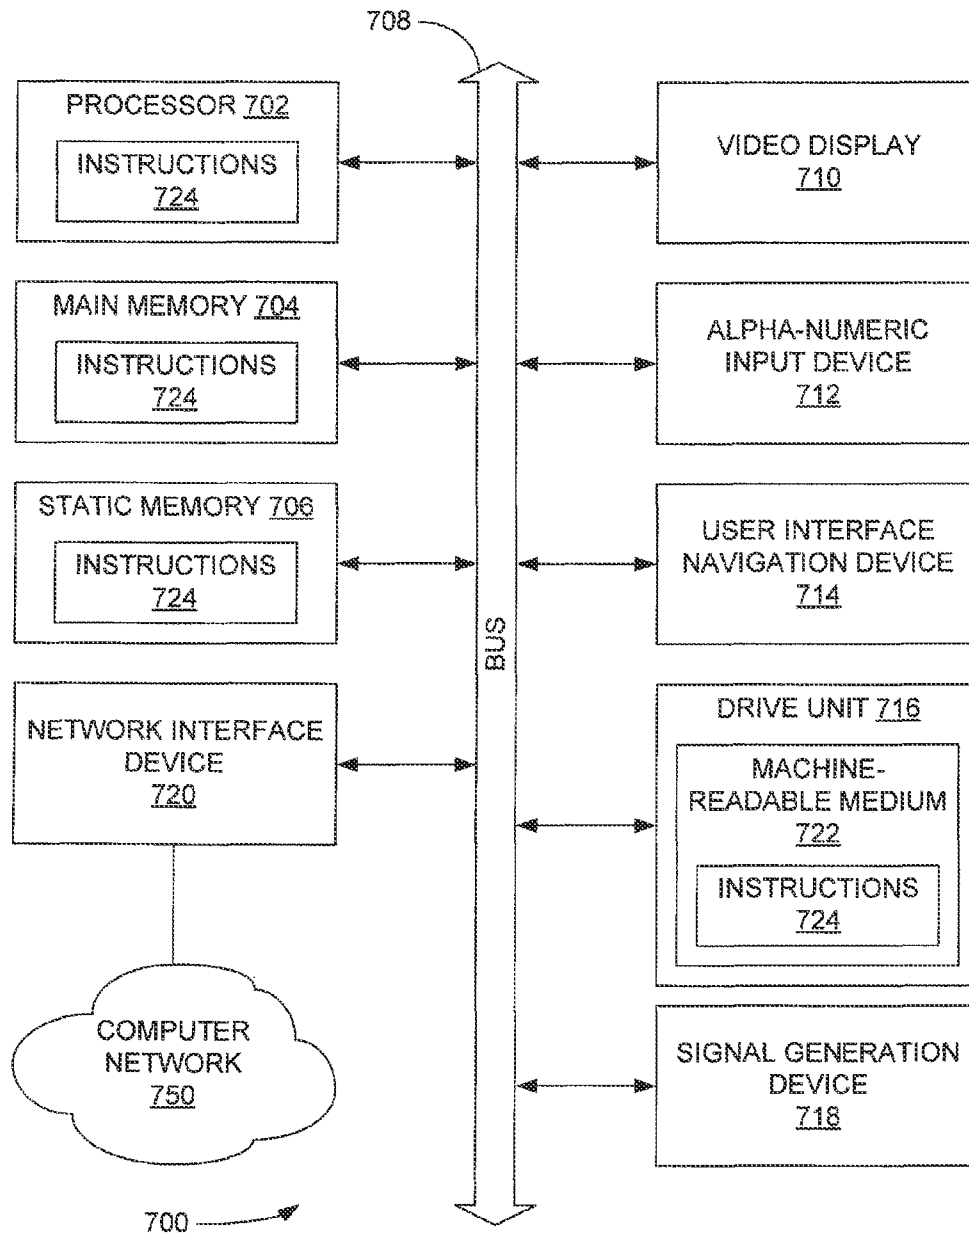 708
PROCESSOR 702
INSTRUCTIONS
724
MAIN MEMORY 704
INSTRUCTIONS
724
STATIC MEMORY 706
INSTRUCTIONS
724
NETWORK INTERFACE
DEVICE
720
COMPUTER
NETWORK
750
700
BUS
VIDEO DISPLAY
710
ALPHA-NUMERIC
INPUT DEVICE
712
USER INTERFACE
NAVIGATION DEVICE
714
DRIVE UNIT 716
MACHINE-
READABLE MEDIUM
722
INSTRUCTIONS
724
SIGNAL GENERATION
DEVICE
718